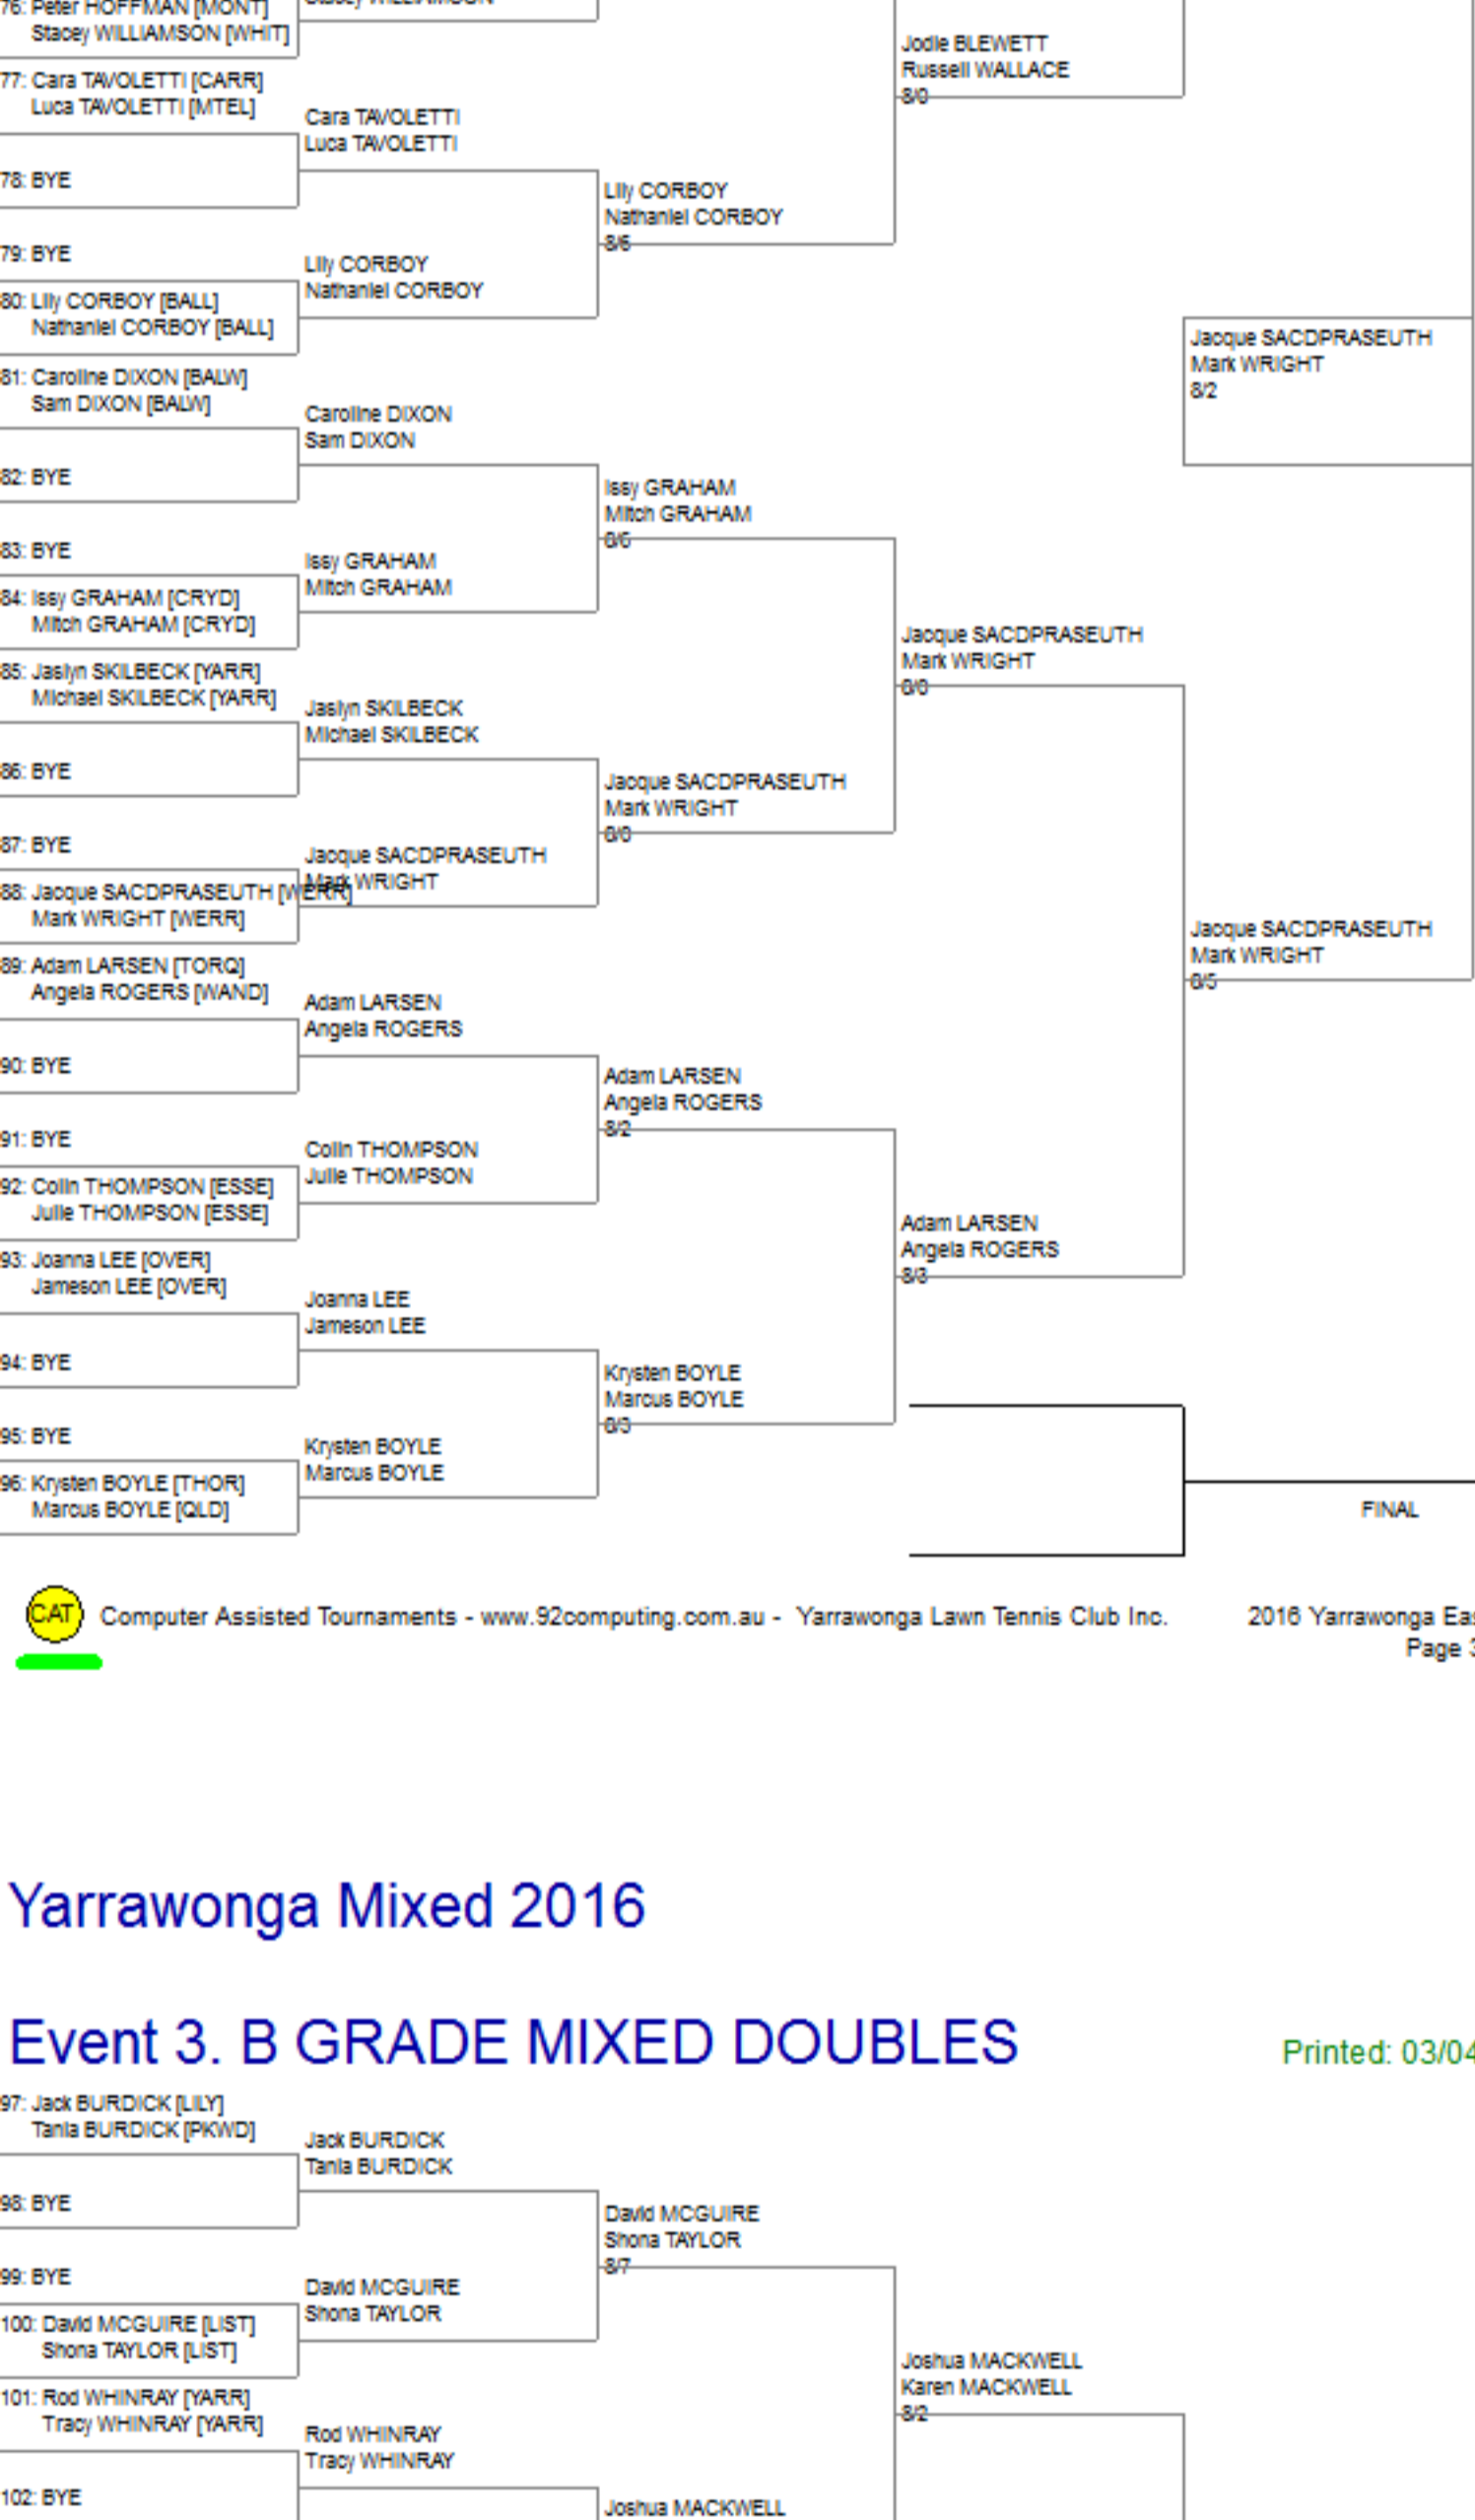 76: Peter HOFFMAN [MONT]
Stacey WILLIAMSON [WHIT]
77: Cara TAVOLETTI [CARR]
Luca TAVOLETTI [MTEL]
78: BYE
79: BYE
80: Lily CORBOY [BALL]
Nathaniel CORBOY [BALL]
81: Caroline DIXON [BALW]
Sam DIXON [BALW]
82: BYE
83: BYE
84: Issy GRAHAM [CRYD]
Mitch GRAHAM [CRYD]
85: Jaslyn SKILBECK [YARR]
Michael SKILBECK [YARR]
86: BYE
87: BYE
88: Jacque SACDPRASEUTH [WERR]
Mark WRIGHT [WERR]
89: Adam LARSEN [TORQ]
Angela ROGERS [WAND]
90: BYE
91: BYE
92: Colin THOMPSON [ESSE]
Julie THOMPSON [ESSE]
93: Joanna LEE [OVER]
Jameson LEE [OVER]
94: BYE
95: BYE
96: Krysten BOYLE [THOR]
Marcus BOYLE [QLD]
Stacey WILLIAMSON
Cara TAVOLETTI
Luca TAVOLETTI
Lily CORBOY
Nathaniel CORBOY
Caroline DIXON
Sam DIXON
Issy GRAHAM
Mitch GRAHAM
Jaslyn SKILBECK
Michael SKILBECK
Jacque SACDPRASEUTH
Mark WRIGHT
Adam LARSEN
Angela ROGERS
Colin THOMPSON
Julie THOMPSON
Joanna LEE
Jameson LEE
Krysten BOYLE
Marcus BOYLE
Lily CORBOY
Nathaniel CORBOY
8/6
Issy GRAHAM
Mitch GRAHAM
Jacque SACDPRASEUTH
Mark WRIGHT
Adam LARSEN
Angela ROGERS
8/2
Krysten BOYLE
Marcus BOYLE
8/3
Jodie BLEWETT
Russell WALLACE
Jacque SACDPRASEUTH
Mark WRIGHT
Adam LARSEN
Angela ROGERS
8/3
Jacque SACDPRASEUTH
Mark WRIGHT
8/2
Jacque SACDPRASEUTH
Mark WRIGHT
8/5
FINAL
CAT
Computer Assisted Tournaments - www.92computing.com.au - Yarrawonga Lawn Tennis Club Inc.
2016 Yarrawonga Eas
Page 3
Yarrawonga Mixed 2016
Event 3. B GRADE MIXED DOUBLES
Printed: 03/04
97: Jack BURDICK [LILY]
Tania BURDICK [PKWD]
98: BYE
99: BYE
100: David MCGUIRE [LIST]
Shona TAYLOR [LIST]
101: Rod WHINRAY [YARR]
Tracy WHINRAY [YARR]
102: BYE
Jack BURDICK
Tania BURDICK
David MCGUIRE
Shona TAYLOR
Rod WHINRAY
Tracy WHINRAY
David MCGUIRE
Shona TAYLOR
8/7
Joshua MACKWELL
Joshua MACKWELL
Karen MACKWELL
8/2